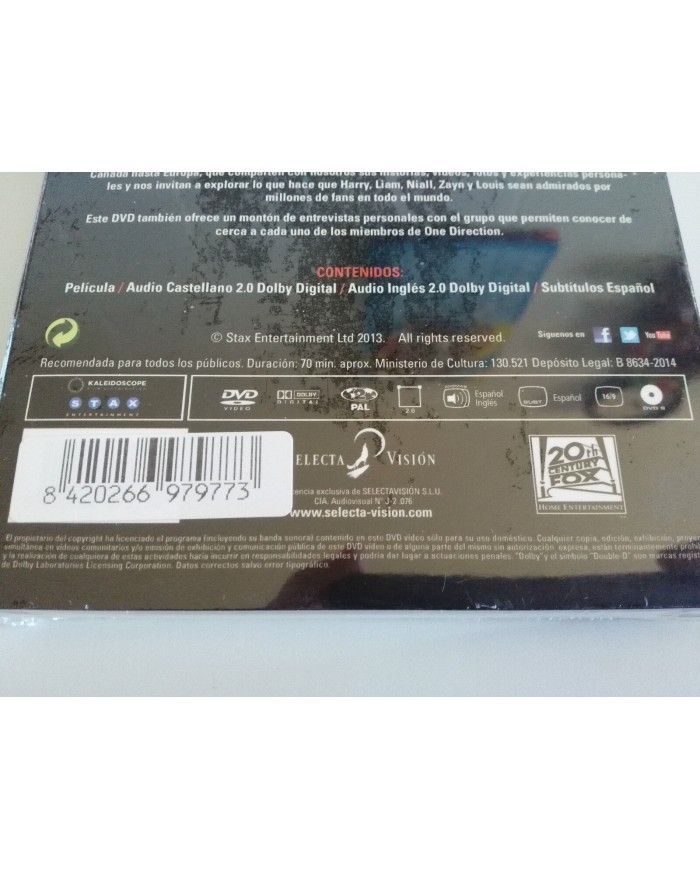 Canadá hasta Europa, que comparten con nosotros sus historias, vídeos, fotos y experiencias persona-
les y nos invitan a explorar lo que hace que Harry, Liam, Niall, Zayn y Louis sean admirados por
millones de fans en todo el mundo.
Este DVD también ofrece un montón de entrevistas personales con el grupo que permiten conocer de
cerca a cada uno de los miembros de One Direction.
CONTENIDOS:
Película / Audio Castellano 2.0 Dolby Digital / Audio Inglés 2.0 Dolby Digital / Subtítulos Español
© Stax Entertainment Ltd 2013. All rights reserved.
Síguenos en
You Tube
Recomendada para todos los públicos. Duración: 70 min. aprox. Ministerio de Cultura: 130.521 Depósito Legal: B 8634-2014
KALEIDOSCOPE
STAX
ENTERTAINMENT
DVD
VIDEO
DOLBY
DIGITAL
PAL
2.0
Español
Inglés
SUBT
Español
16/9
DVD 5
8 420266 979773
ELECTA VISIÓN
20TH
CENTURY
FOX
HOME ENTERTAINMENT
cencia exclusiva de SELECTAVISIÓN S.L.U.
CIA. Audiovisual Nº J-2.076
www.selecta-vision.com
El propietario del copyright ha licenciado el programa (incluyendo su banda sonora) contenido en este DVD vídeo sólo para su uso doméstico. Cualquier copia, edición, exhibición, proyec
simultánea en vídeos comunitarios y/o emisión de exhibición y comunicación pública de este DVD vídeo o de alguna parte del mismo sin autorización expresa, están terminantemente prohib
y la realización de cualquiera de estas actividades haría incurrir en responsabilidades legales y podría dar lugar a actuaciones penales. "Dolby" y el símbolo "Double-D" son marcas regist
de Dolby Laboratories Licensing Corporation. Datos correctos salvo error tipográfico.